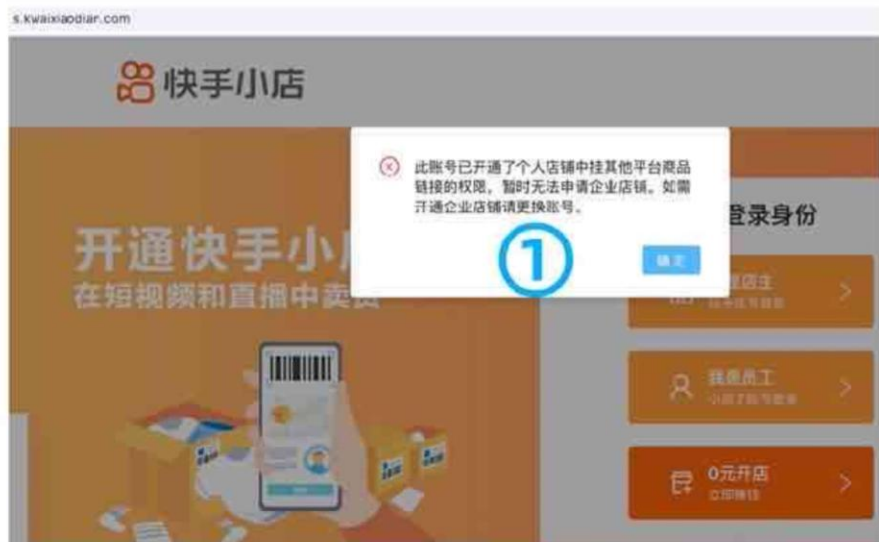 s.kwaixiaodian.com
快手小店
此账号已开通了个人店铺中挂其他平台商品
链接的权限，暂时无法申请企业店铺。如需
开通企业店铺请更换账号。
登录身份
开通快手小
1
确定
在短视频和直播中卖货
店主
我是员工
0元开店
立即赚钱